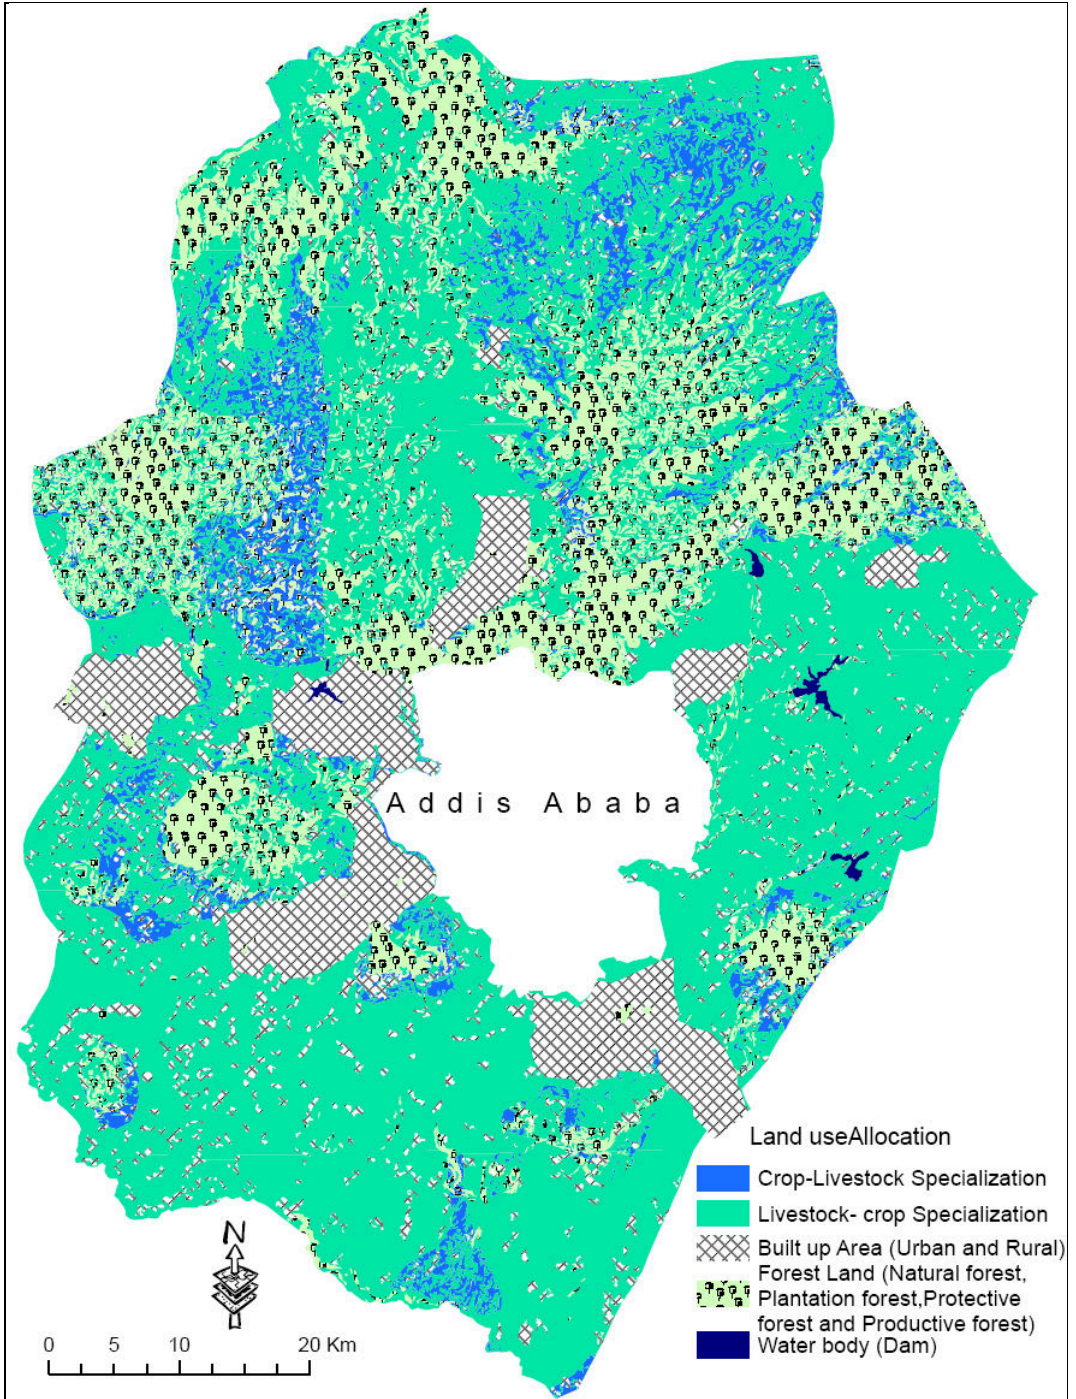 Addis Ababa
Land useAllocation
Crop-Livestock Specialization
Livestock- crop Specialization
Built up Area (Urban and Rural)
Forest Land (Natural forest,
Plantation forest,Protective
forest and Productive forest)
Water body (Dam)
N
0 5 10 20 Km